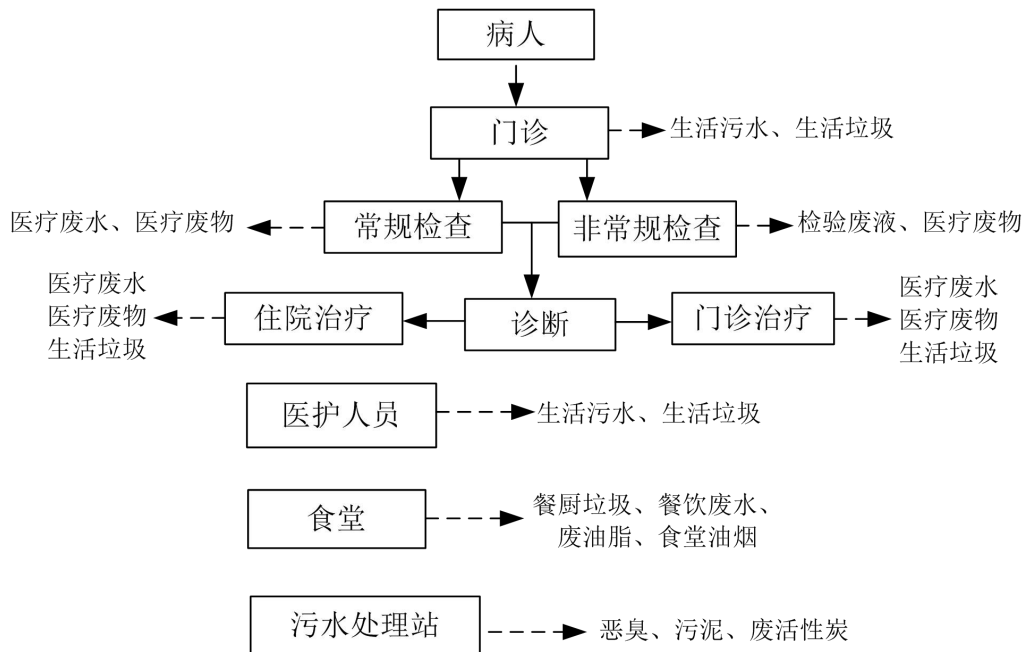 病人
门诊
生活污水、生活垃圾
医疗废水、医疗废物
常规检查
非常规检查
检验废液、医疗废物
医疗废水
医疗废物
生活垃圾
住院治疗
诊断
门诊治疗
医疗废水
医疗废物
生活垃圾
医护人员
生活污水、生活垃圾
食堂
餐厨垃圾、餐饮废水、
废油脂、食堂油烟
污水处理站
恶臭、污泥、废活性炭